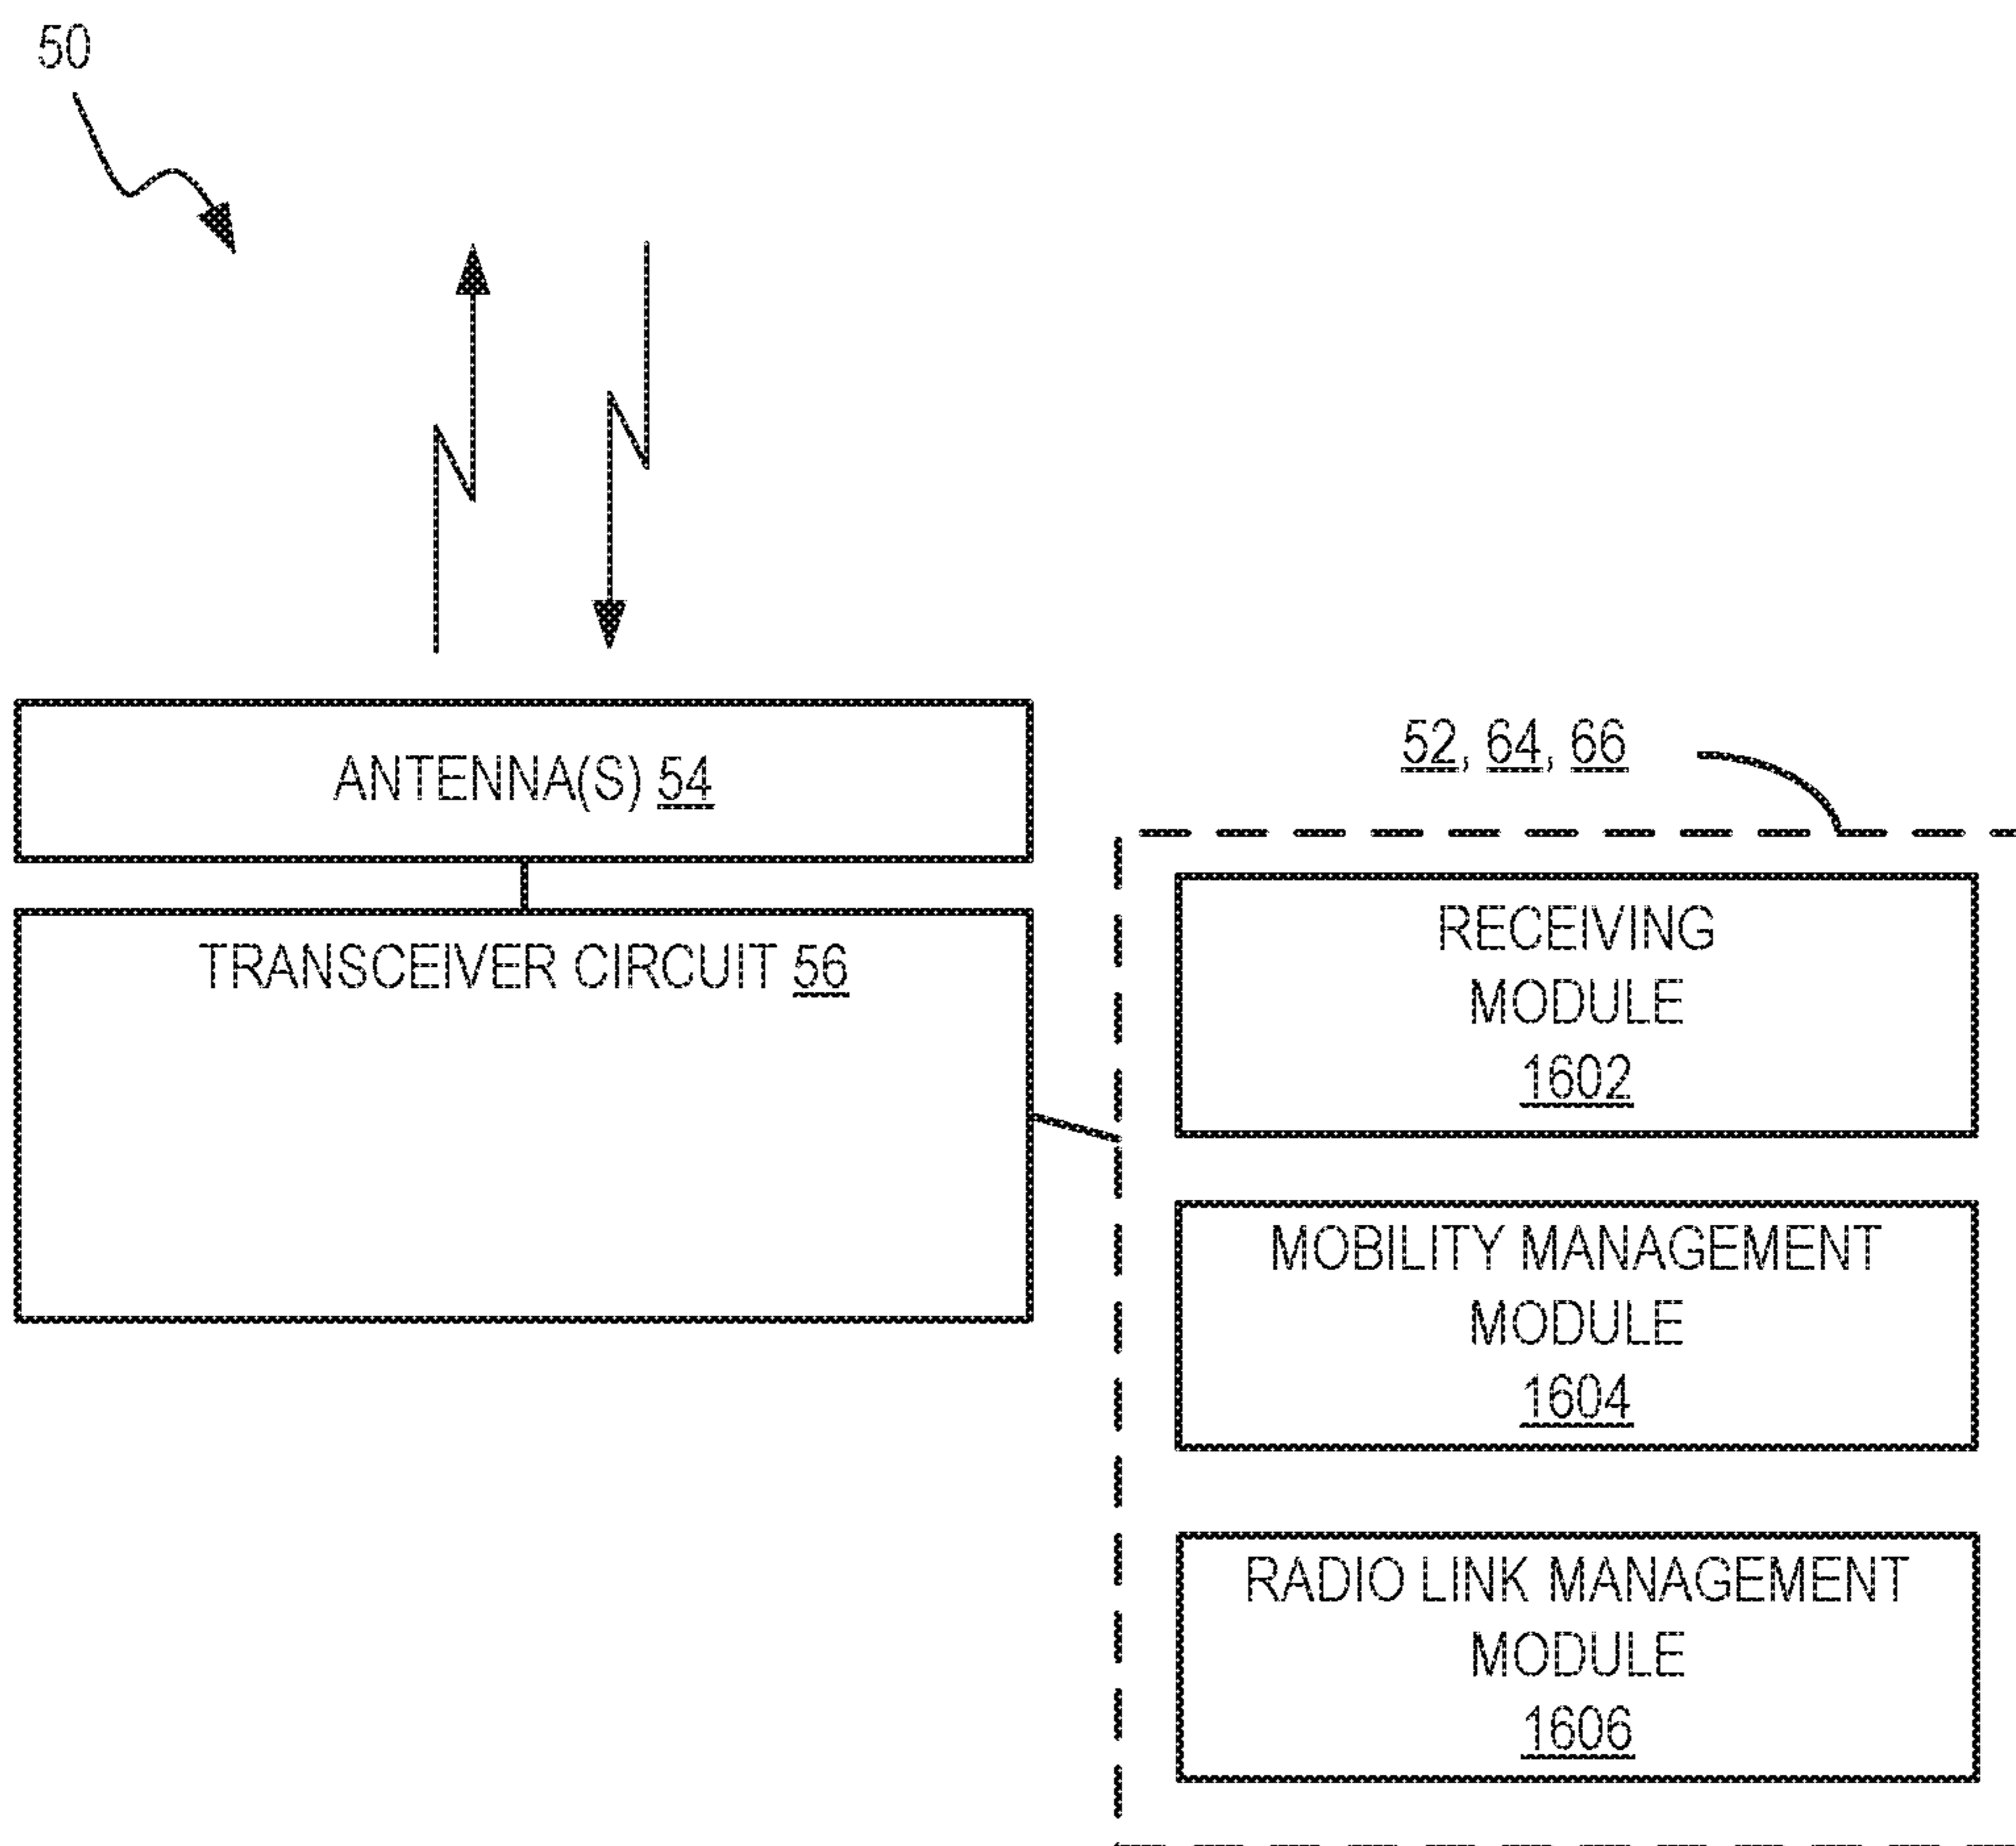 50
ANTENNA(S) 54
52, 64, 66
TRANSCEIVER CIRCUIT 56
RECEIVING
MODULE
1602
MOBILITY MANAGEMENT
MODULE
1604
RADIO LINK MANAGEMENT
MODULE
1606